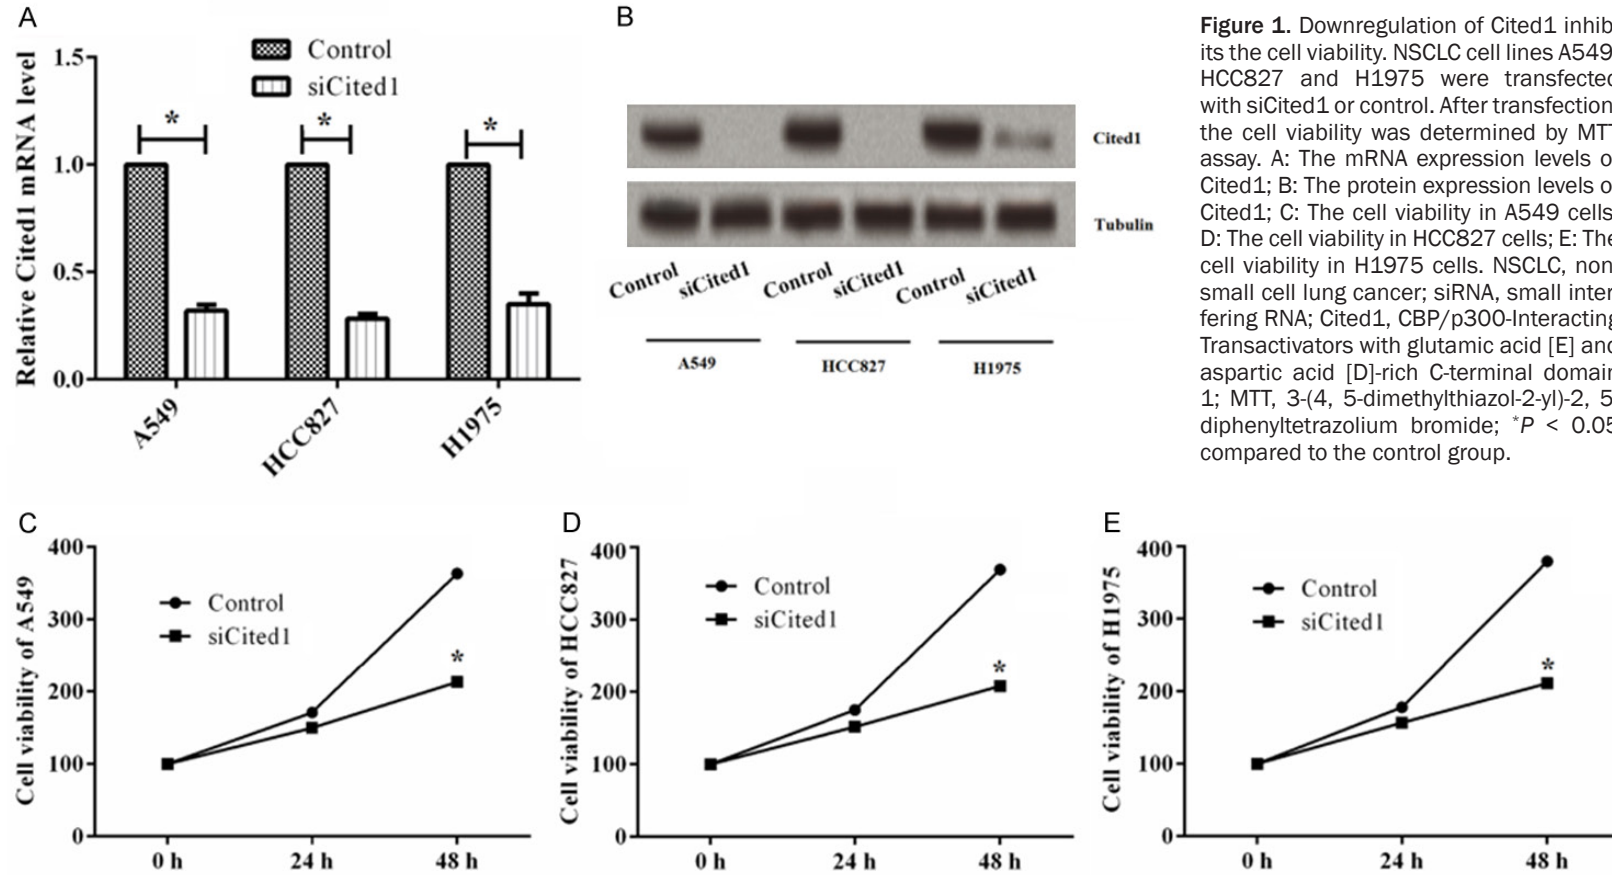 A
Relative Cited1 mRNA level
1.5
1.0
0.5
0.0
Control
siCited1
*
*
*
A549
HCC827
H1975
B
Cited1
Tubulin
Control
siCited1
Control
siCited1
Control
siCited1
A549
HCC827
H1975
Figure 1. Downregulation of Cited1 inhib
its the cell viability. NSCLC cell lines A549
HCC827 and H1975 were transfected
with siCited1 or control. After transfection
the cell viability was determined by MTT
assay. A: The mRNA expression levels o
Cited1; B: The protein expression levels o
Cited1; C: The cell viability in A549 cells
D: The cell viability in HCC827 cells; E: The
cell viability in H1975 cells. NSCLC, non
small cell lung cancer; siRNA, small inter
fering RNA; Cited1, CBP/p300-Interacting
Transactivators with glutamic acid [E] and
aspartic acid [D]-rich C-terminal domain
1; MTT, 3-(4, 5-dimethylthiazol-2-yl)-2, 5
diphenyltetrazolium bromide; *P < 0.05
compared to the control group.
C
Cell viability of A549
400
300
200
100
0
Control
siCited1
*
0 h
24 h
48 h
D
Cell viability of HCC827
400
300
200
100
0
Control
siCited1
*
0 h
24 h
48 h
E
Cell viability of H1975
400
300
200
100
0
Control
siCited1
*
0 h
24 h
48 h